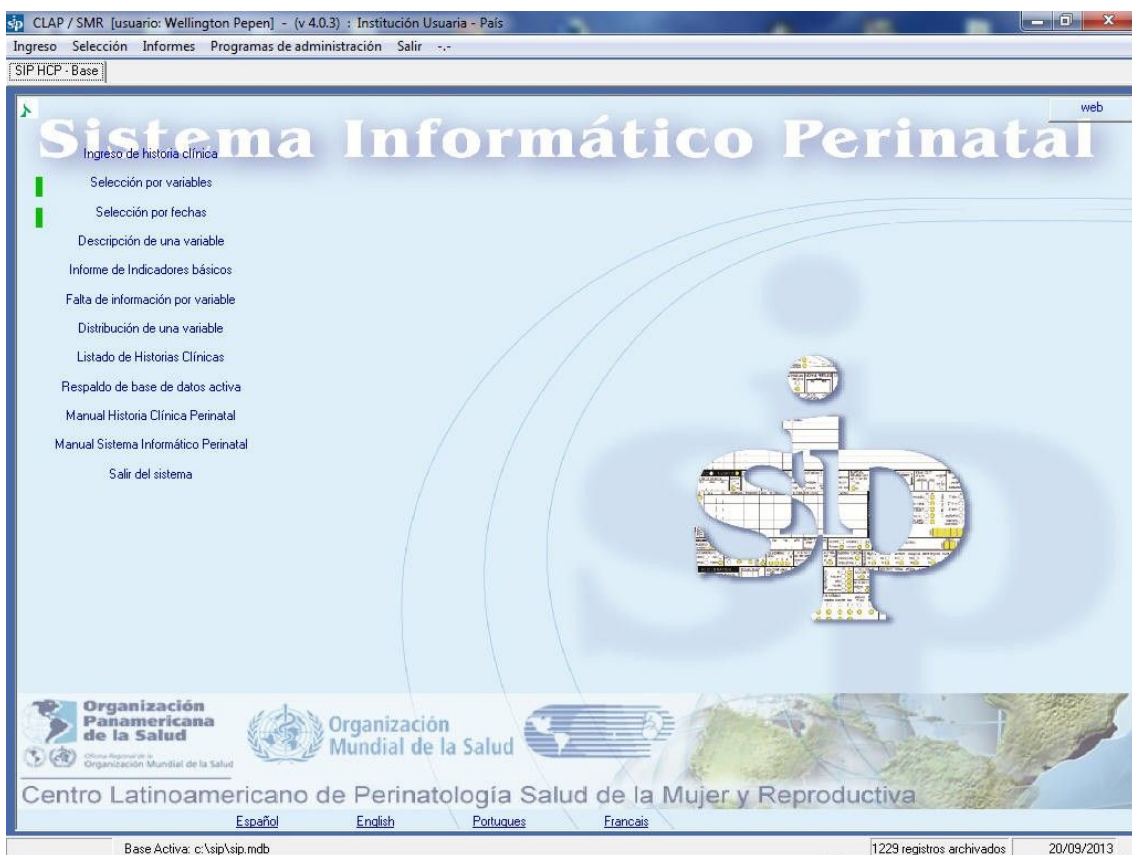 sip CLAP / SMR [usuario: Wellington Pepen] - (v 4.0.3) : Institución Usuaria - País
Ingreso Selección Informes Programas de administración Salir -.-
SIP HCP - Base
web
Sistema Informático Perinatal
Ingreso de historia clínica
Selección por variables
Selección por fechas
Descripción de una variable
Informe de Indicadores básicos
Falta de información por variable
Distribución de una variable
Listado de Historias Clínicas
Respaldo de base de datos activa
Manual Historia Clínica Perinatal
Manual Sistema Informático Perinatal
Salir del sistema
sip
Organización
Panamericana
de la Salud
Oficina Regional de la
Organización Mundial de la Salud
Organización
Mundial de la Salud
Centro Latinoamericano de Perinatología Salud de la Mujer y Reproductiva
Español English Portugues Francais
Base Activa: c:\sip\sip.mdb 1229 registros archivados 20/09/2013